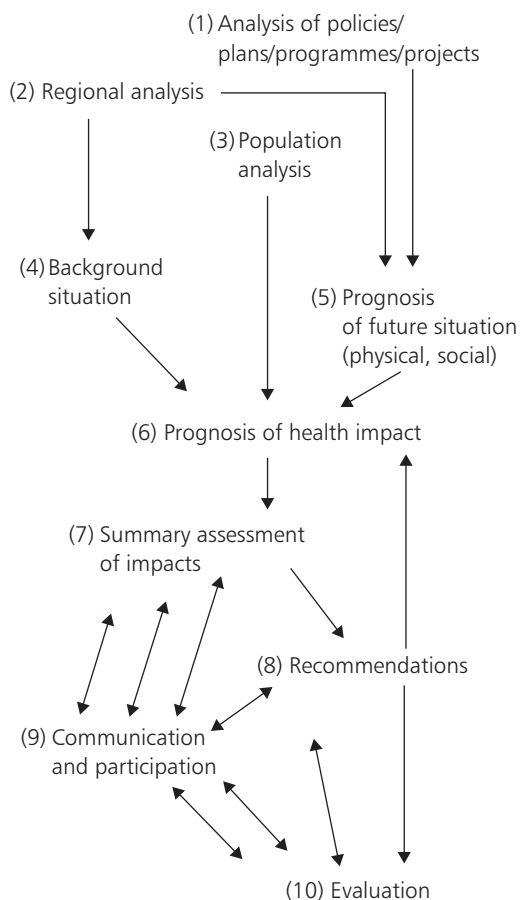 (1) Analysis of policies/
plans/programmes/projects
(2) Regional analysis
(3) Population
analysis
(4) Background
situation
(5) Prognosis
of future situation
(physical, social)
(6) Prognosis of health impact
(7) Summary assessment
of impacts
(8) Recommendations
(9) Communication
and participation
(10) Evaluation